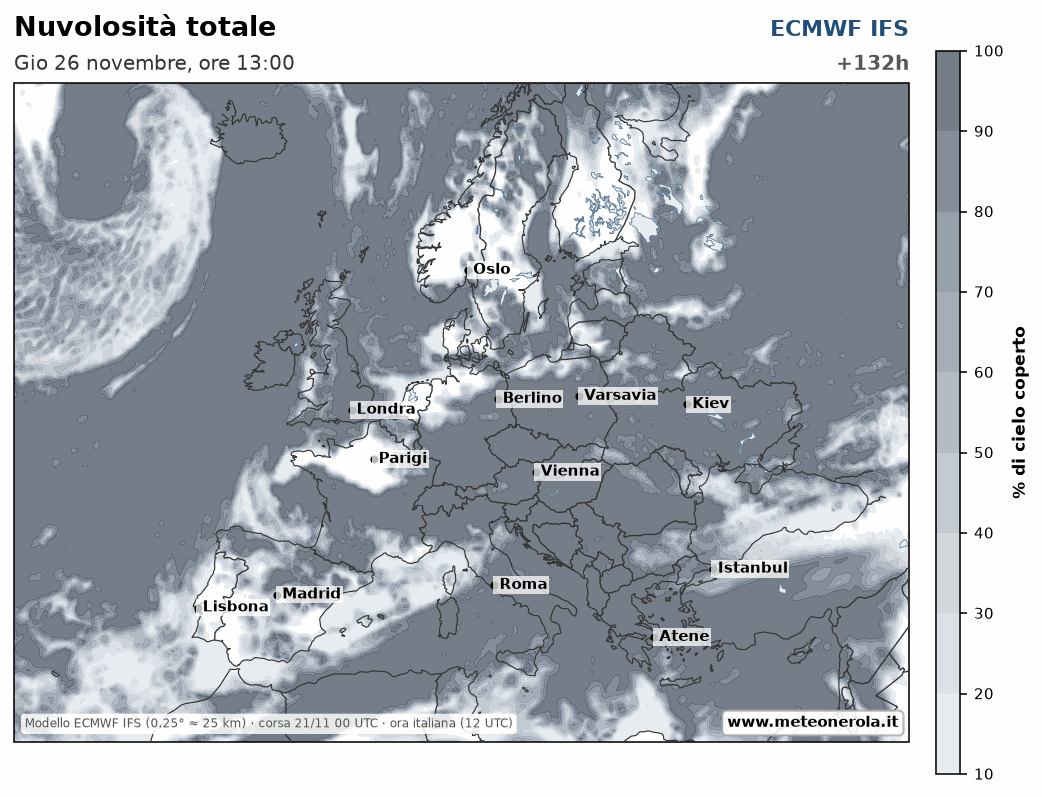 Nuvolosità totale
ECMWF IFS
Gio 26 novembre, ore 13:00
+132h
100
90
80
70
60
50
40
30
20
10
% di cielo coperto
Oslo
Londra
Berlino
Varsavia
Kiev
Parigi
Vienna
Istanbul
Roma
Madrid
Lisbona
Atene
Modello ECMWF IFS (0,25° ≈ 25 km) · corsa 21/11 00 UTC · ora italiana (12 UTC)
www.meteonerola.it